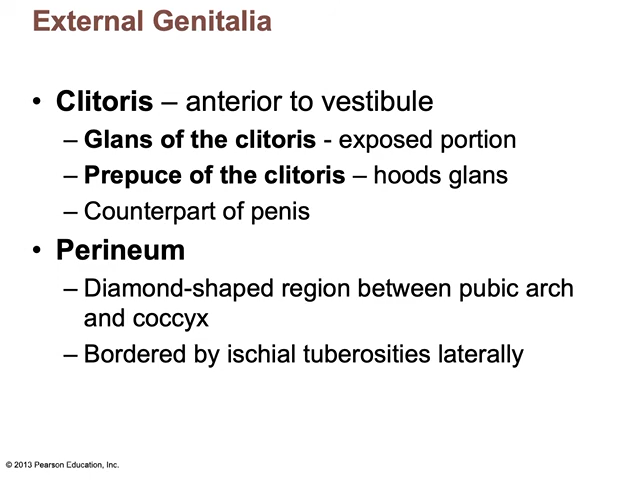 External Genitalia
• Clitoris – anterior to vestibule
– Glans of the clitoris - exposed portion
– Prepuce of the clitoris – hoods glans
– Counterpart of penis
• Perineum
– Diamond-shaped region between pubic arch
and coccyx
– Bordered by ischial tuberosities laterally
© 2013 Pearson Education, Inc.